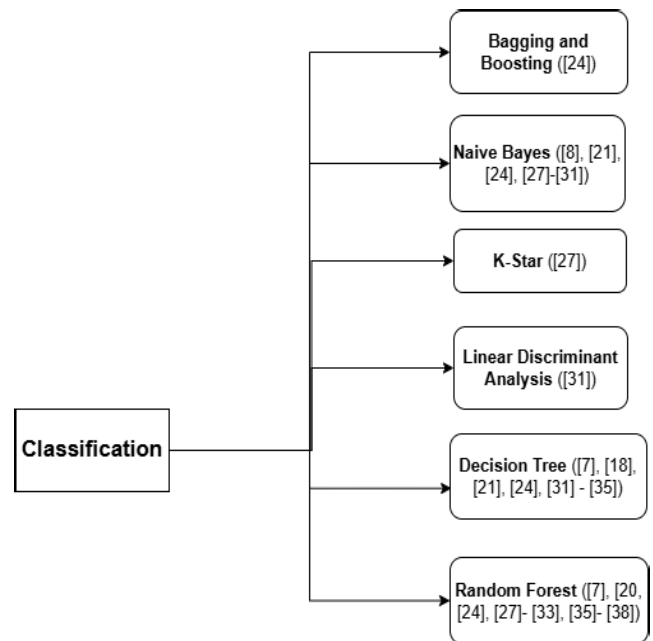 Bagging and
Boosting ([24])
Naive Bayes ([8], [21],
[24], [27]-[31])
K-Star ([27])
Linear Discriminant
Analysis ([31])
Classification
Decision Tree ([7], [18],
[21], [24], [31] - [35])
Random Forest ([7], [20,
[24], [27]- [33], [35]- [38])